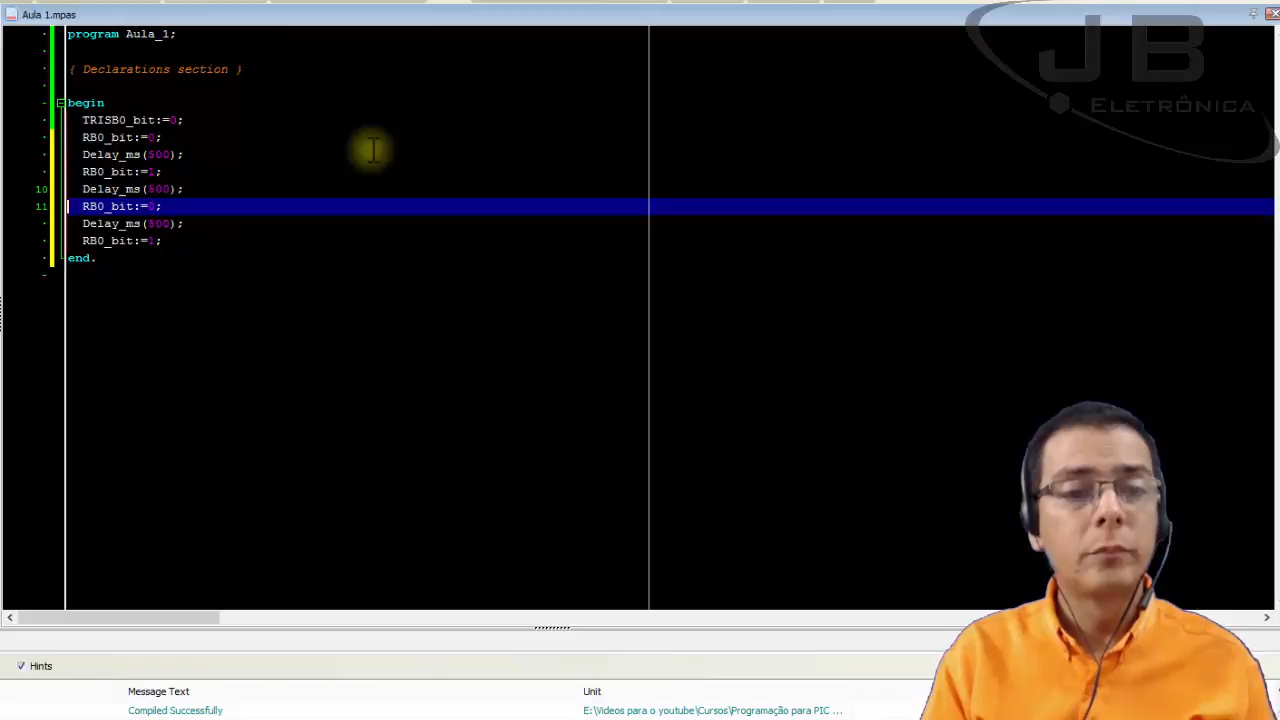 Aula 1.mpas
program Aula_1;
{ Declarations section }
begin
TRISB0_bit:=0;
RB0_bit:=0;
Delay_ms(500);
RB0_bit:=1;
10 Delay_ms(500);
11 RB0_bit:=0;
Delay_ms(500);
RB0_bit:=1;
end.
JB
ELETRÔNICA
Hints
Message Text Unit
Compiled Successfully E:\Videos para o youtube\Cursos\Programação para PIC ...